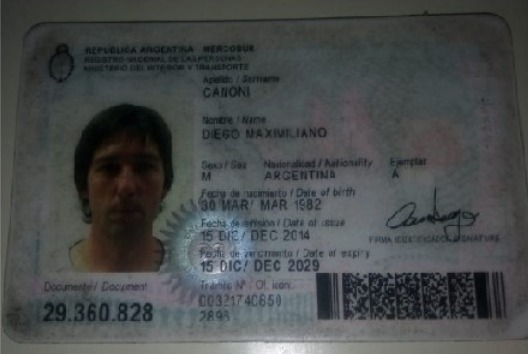 REPUBLICA ARGENTINA - MERCOSUR
REGISTRO NACIONAL DE LAS PERSONAS
MINISTERIO DEL INTERIOR Y TRANSPORTE
Apellido / Surname
CANONI
Nombre / Name
DIEGO MAXIMILIANO
Sexo / Sex Nacionalidad / Nationality Ejemplar
M ARGENTINA A
Fecha de nacimiento / Date of birth
30 MAR/ MAR 1982
Fecha de emisión / Date of issue
15 DIC/ DEC 2014
FIRMA IDENTIFICADO / SIGNATURE
Fecha de vencimiento / Date of expiry
15 DIC/ DEC 2029
Documento / Document
Trámite Nº / Of. ident.
29.360.828
00321740650
2898